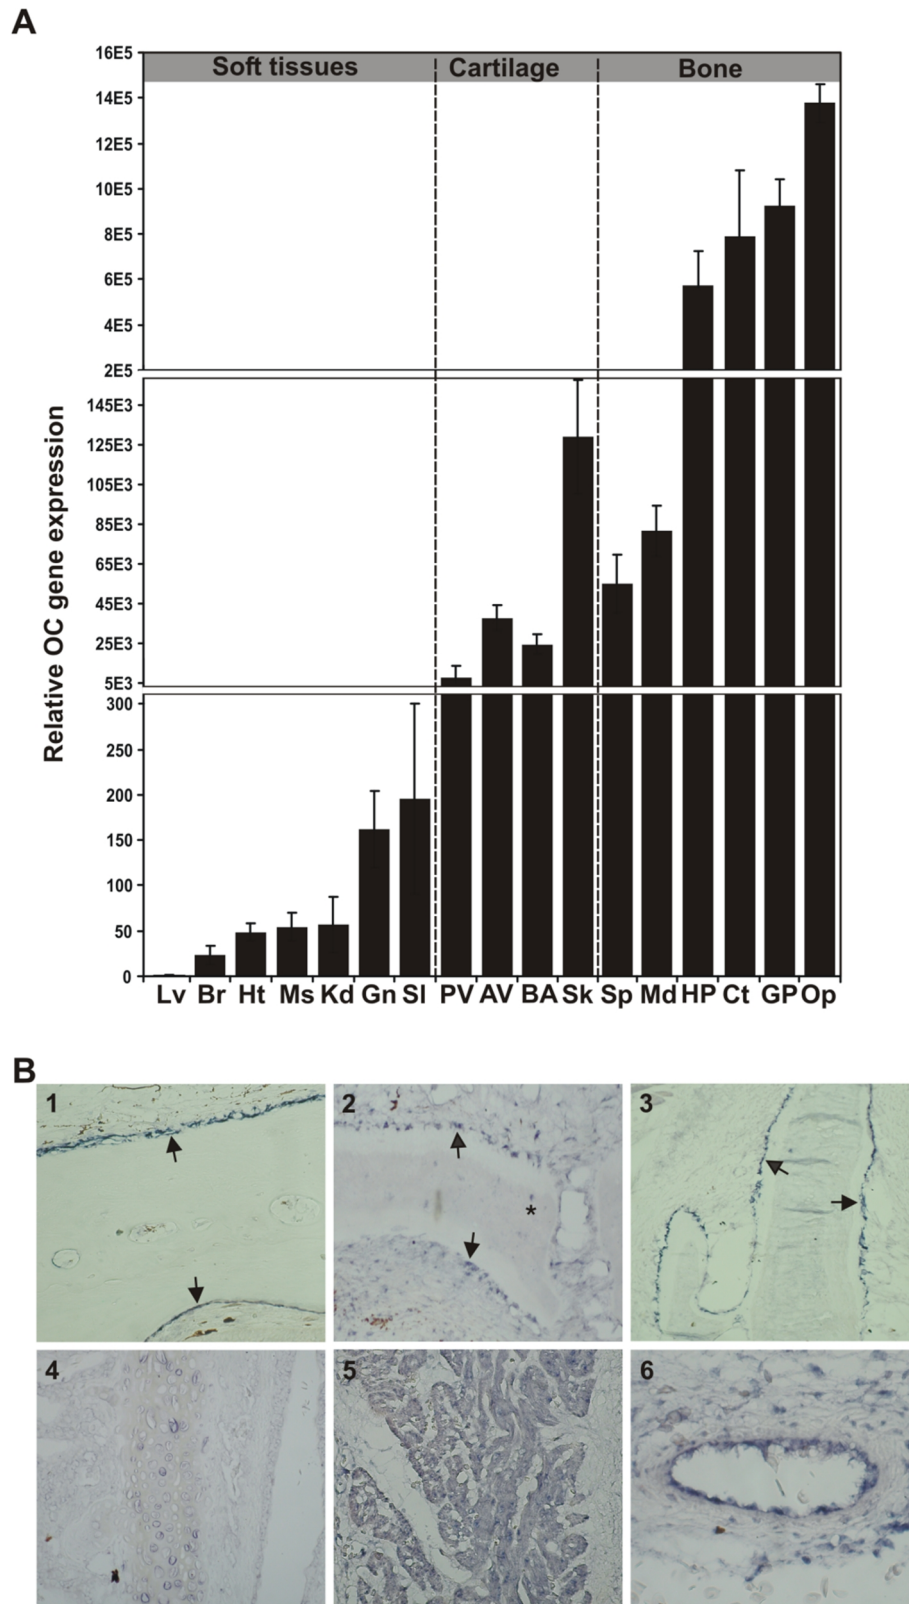 A
16E5
Soft tissues Cartilage Bone
14E5
12E5
10E5
8E5
6E5
4E5
2E5
145E3
125E3
105E3
85E3
65E3
45E3
25E3
5E3
300
250
200
150
100
50
0
Relative OC gene expression
Lv Br Ht Ms Kd Gn Sl PV AV BA Sk Sp Md HP Ct GP Op
B
1 2 3
*
4 5 6